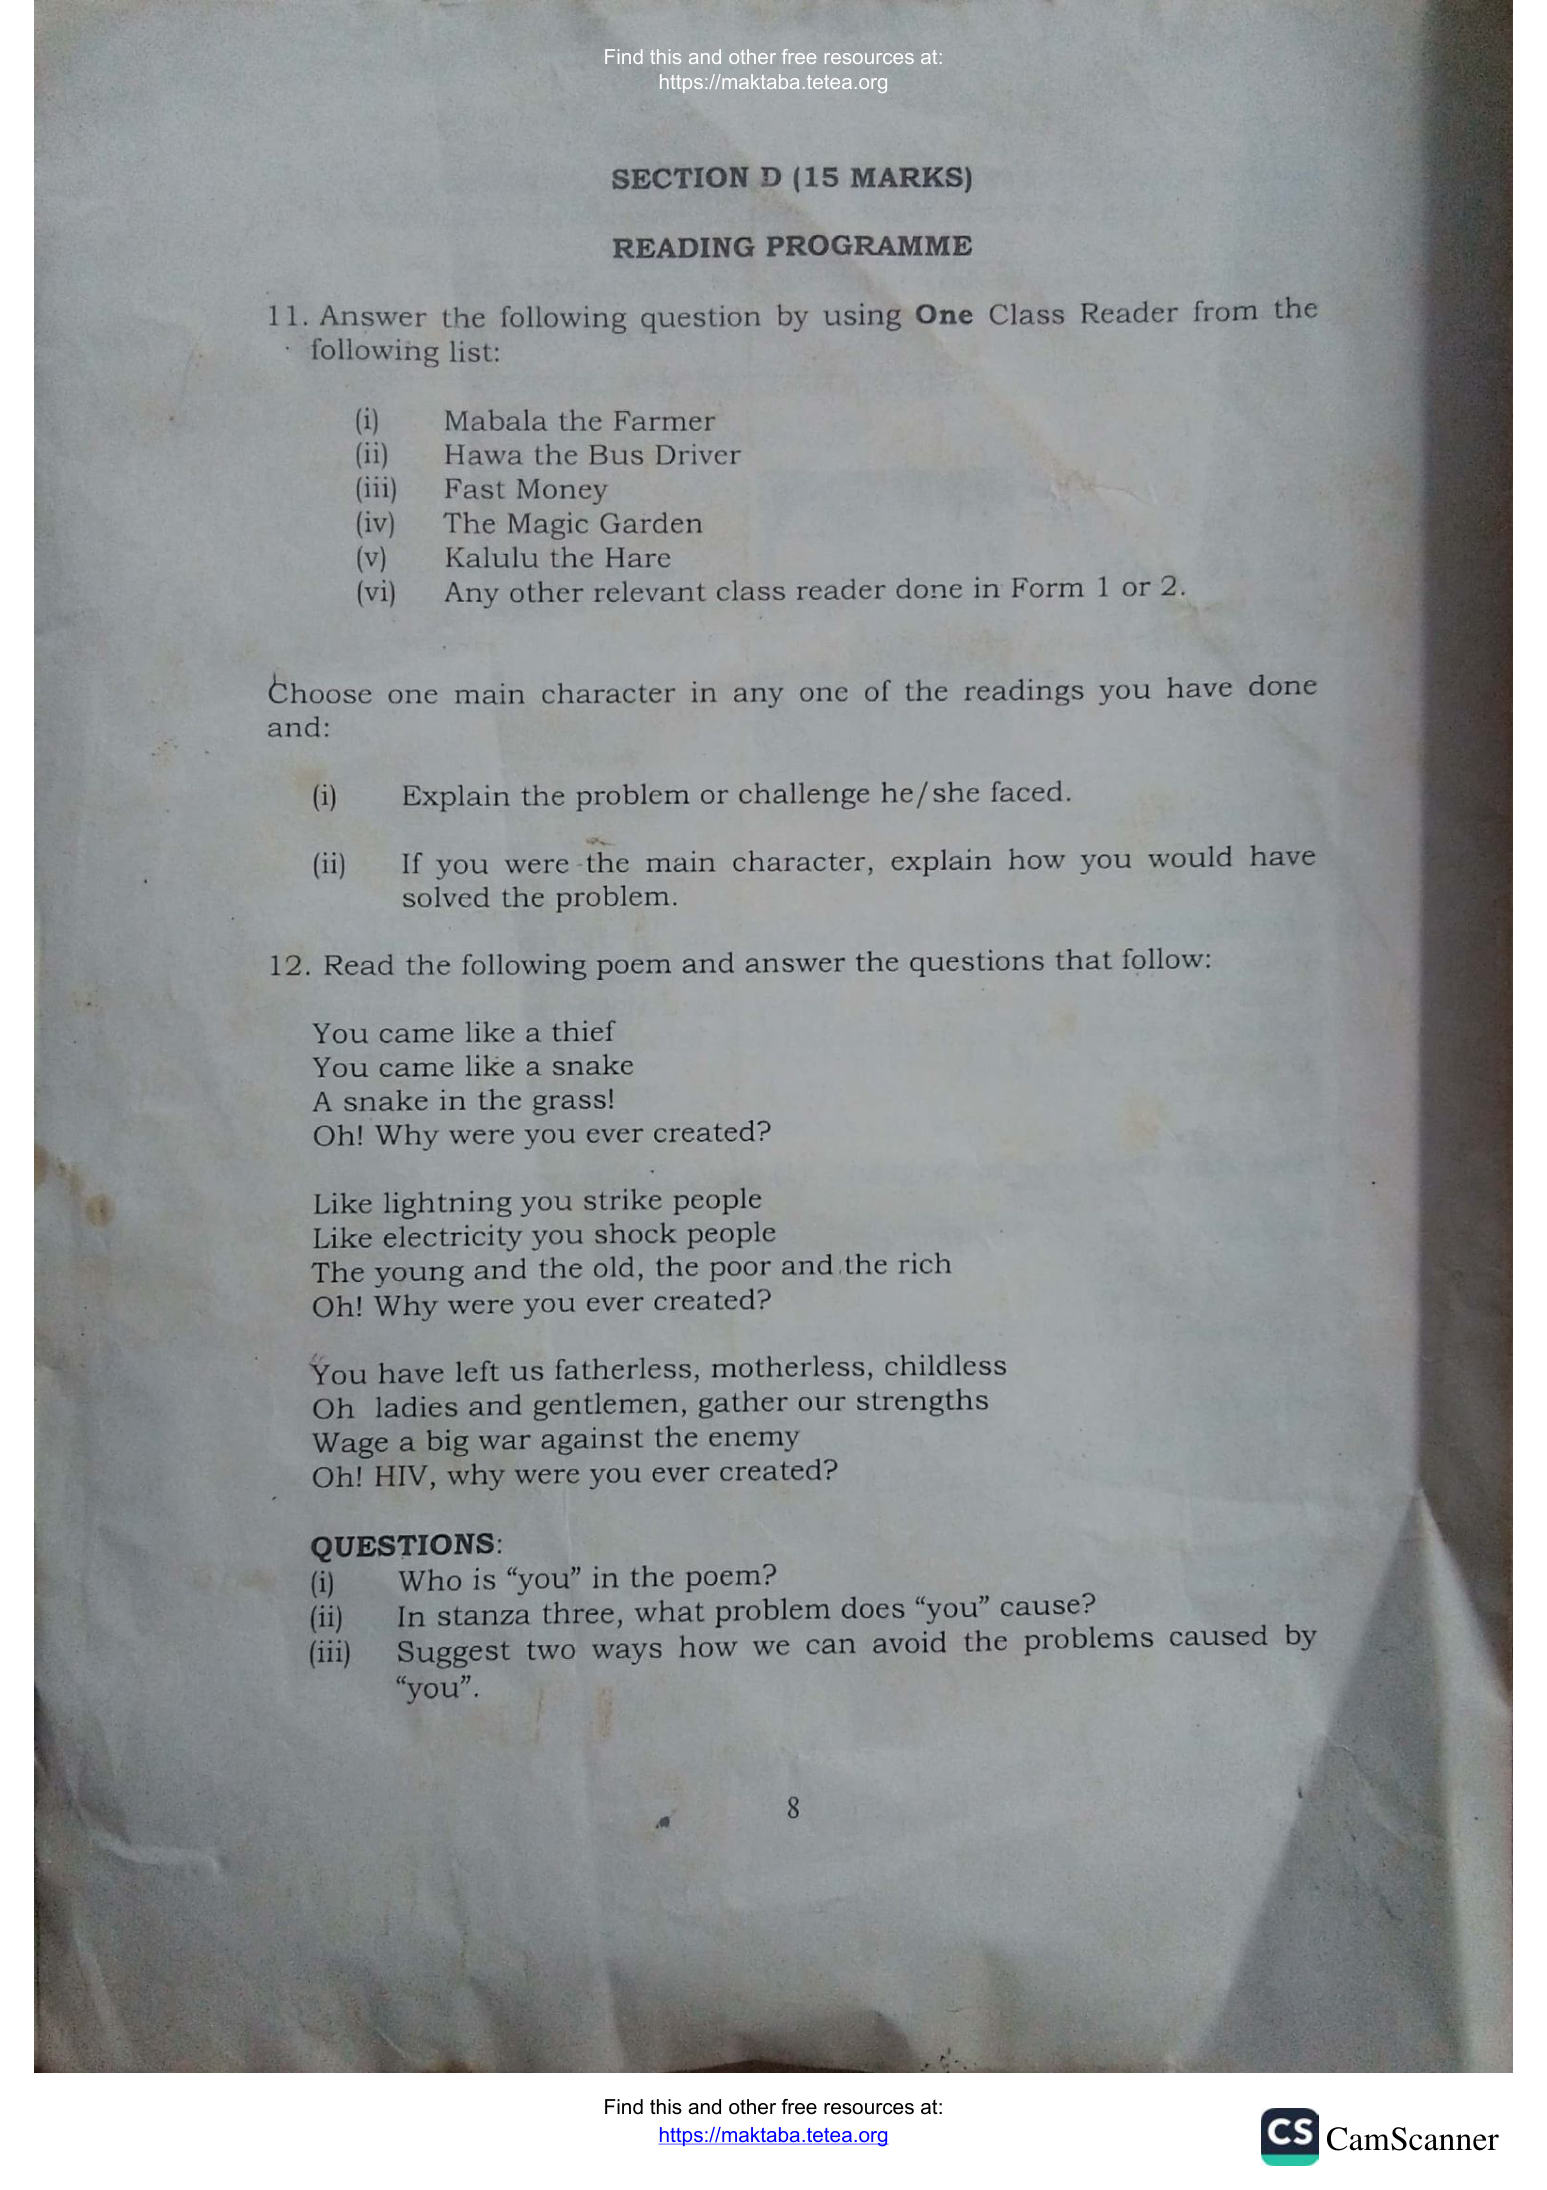 Find this and other free resources at:
https://maktaba.tetea.org
SECTION D (15 MARKS)
READING PROGRAMME
11. Answer the following question by using One Class Reader from the
following list:
(i) Mabala the Farmer
(ii) Hawa the Bus Driver
(iii) Fast Money
(iv) The Magic Garden
(v) Kalulu the Hare
(vi) Any other relevant class reader done in Form 1 or 2.
Choose one main character in any one of the readings you have done
and:
(i) Explain the problem or challenge he/she faced.
(ii) If you were the main character, explain how you would have
solved the problem.
12. Read the following poem and answer the questions that follow:
You came like a thief
You came like a snake
A snake in the grass!
Oh! Why were you ever created?
Like lightning you strike people
Like electricity you shock people
The young and the old, the poor and the rich
Oh! Why were you ever created?
You have left us fatherless, motherless, childless
Oh ladies and gentlemen, gather our strengths
Wage a big war against the enemy
Oh! HIV, why were you ever created?
QUESTIONS:
(i) Who is “you” in the poem?
(ii) In stanza three, what problem does “you” cause?
(iii) Suggest two ways how we can avoid the problems caused by
“you”.
8
Find this and other free resources at:
https://maktaba.tetea.org
CS CamScanner